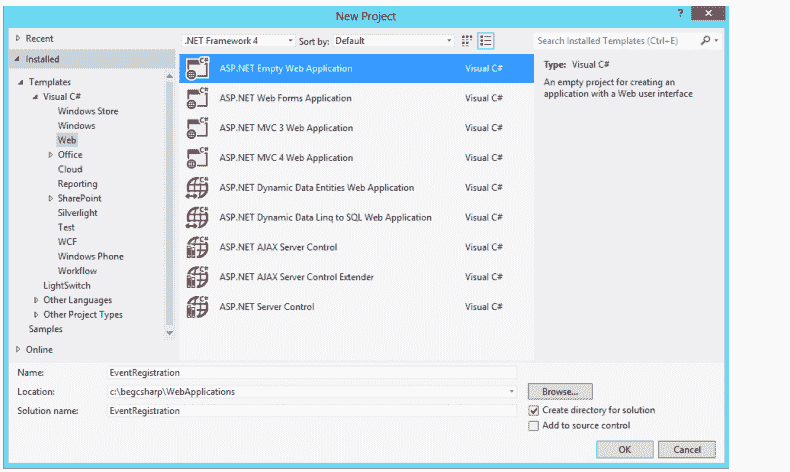 New Project
? x
Recent
.NET Framework 4 Sort by: Default
Search Installed Templates (Ctrl+E)
Installed
Templates
Visual C#
Windows Store
Windows
Web
Office
Cloud
Reporting
SharePoint
Silverlight
Test
WCF
Windows Phone
Workflow
LightSwitch
Other Languages
Other Project Types
Samples
Online
ASP.NET Empty Web Application Visual C#
ASP.NET Web Forms Application Visual C#
ASP.NET MVC 3 Web Application Visual C#
ASP.NET MVC 4 Web Application Visual C#
ASP.NET Dynamic Data Entities Web Application Visual C#
ASP.NET Dynamic Data Linq to SQL Web Application Visual C#
ASP.NET AJAX Server Control Visual C#
ASP.NET AJAX Server Control Extender Visual C#
ASP.NET Server Control Visual C#
Type: Visual C#
An empty project for creating an
application with a Web user interface
Name: EventRegistration
Location: c:\begcsharp\WebApplications
Browse...
Solution name: EventRegistration
Create directory for solution
Add to source control
OK Cancel